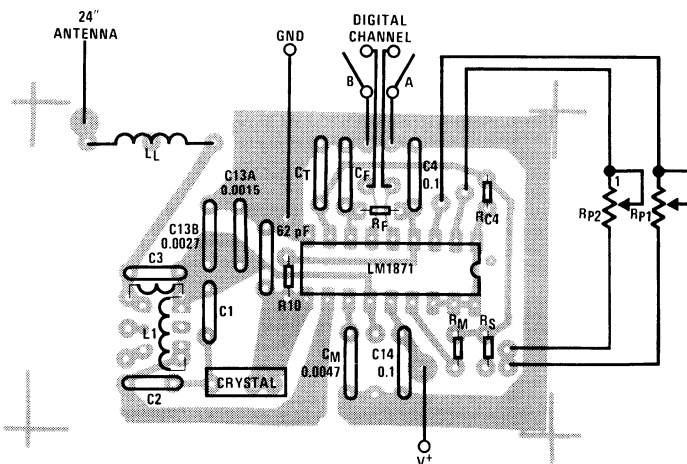 24"
ANTENNA
GND
DIGITAL
CHANNEL
B
A
LL
C13A
0.0015
CT
CF
C4
0.1
RF
RC4
1
RP2
RP1
C13B
0.0027
62 pF
LM1871
C3
L1
C1
R10
RM
RS
CM
0.0047
C14
0.1
C2
CRYSTAL
V+